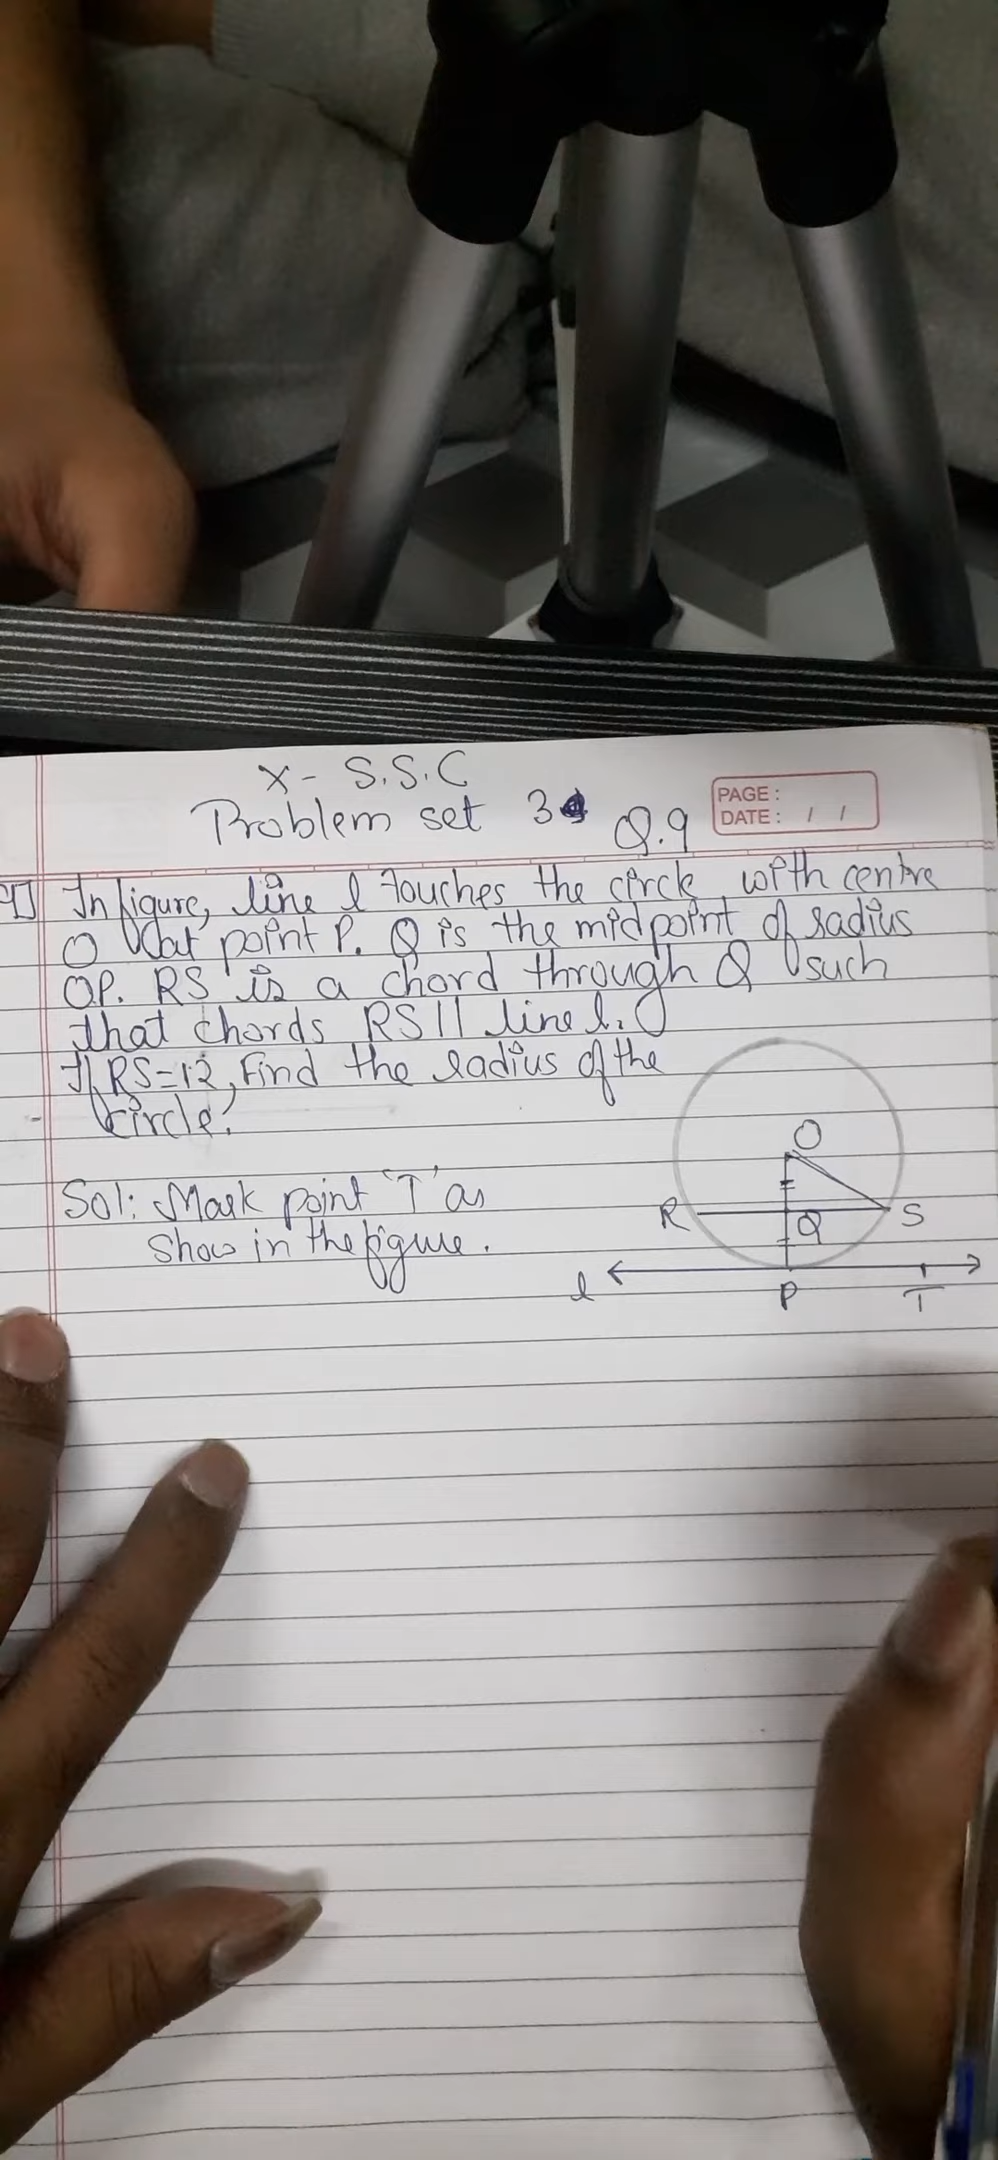 X - S.S.C
Problem set 3 Q.9
PAGE :
DATE : / /
9] In figure, line l touches the circle with centre
O at point P. Q is the midpoint of radius
OP. RS is a chord through Q such
that chords RS || line l.
If RS=12, Find the radius of the
circle.
Sol: Mark point 'T' as
Show in the figure.
O
R Q S
l P T